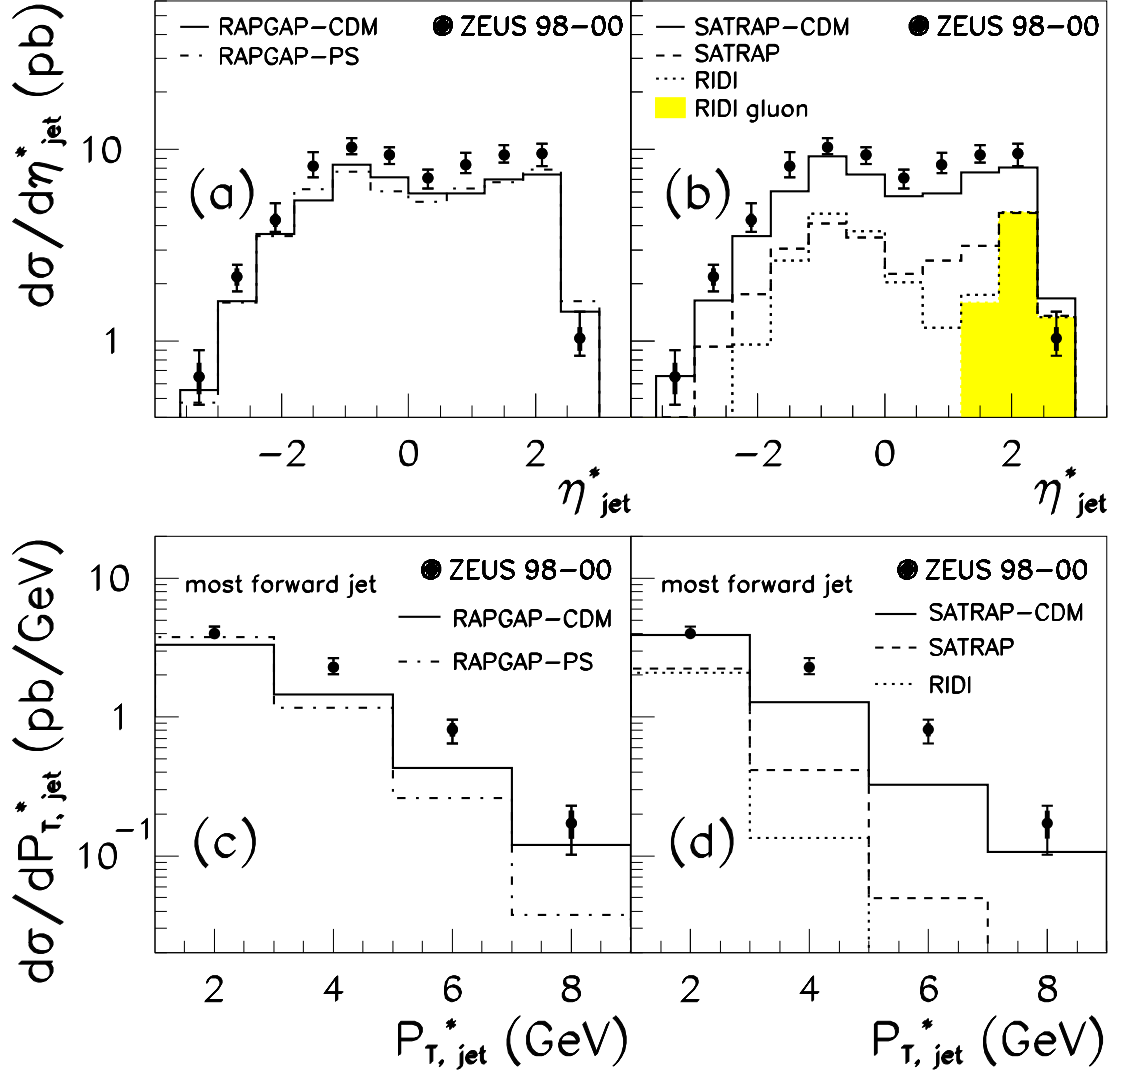 RAPGAP-CDM
RAPGAP-PS
ZEUS 98-00
(a)
SATRAP-CDM
SATRAP
RIDI
RIDI gluon
ZEUS 98-00
(b)
dσ/dη*jet (pb)
10
1
-2 0 2
η*jet
-2 0 2
η*jet
most forward jet
ZEUS 98-00
RAPGAP-CDM
RAPGAP-PS
(c)
most forward jet
ZEUS 98-00
SATRAP-CDM
SATRAP
RIDI
(d)
dσ/dP*T, jet (pb/GeV)
10
1
10⁻¹
2 4 6 8
P*T, jet (GeV)
2 4 6 8
P*T, jet (GeV)